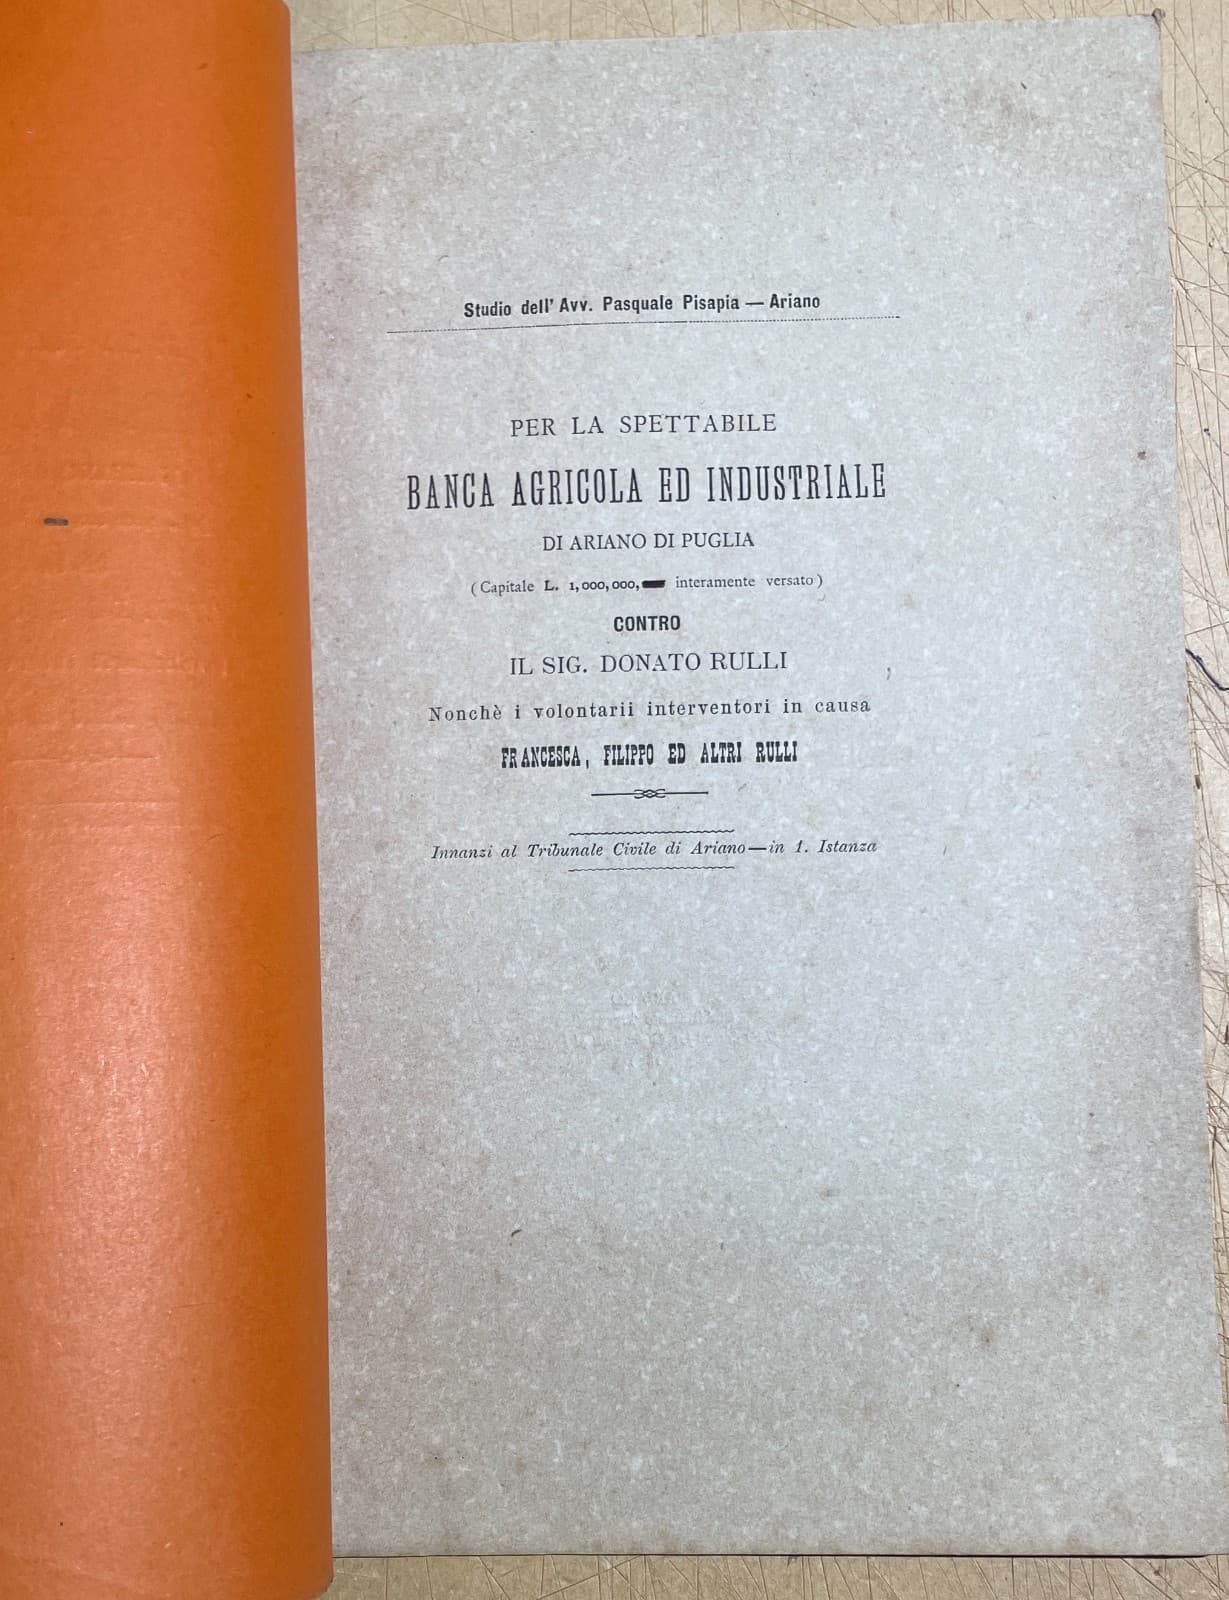 Studio dell' Avv. Pasquale Pisapia — Ariano
PER LA SPETTABILE
BANCA AGRICOLA ED INDUSTRIALE
DI ARIANO DI PUGLIA
(Capitale L. 1,000,000, interamente versato)
CONTRO
IL SIG. DONATO RULLI
Nonchè i volontarii interventori in causa
FRANCESCA, FILIPPO ED ALTRI RULLI
Innanzi al Tribunale Civile di Ariano—in 1. Istanza